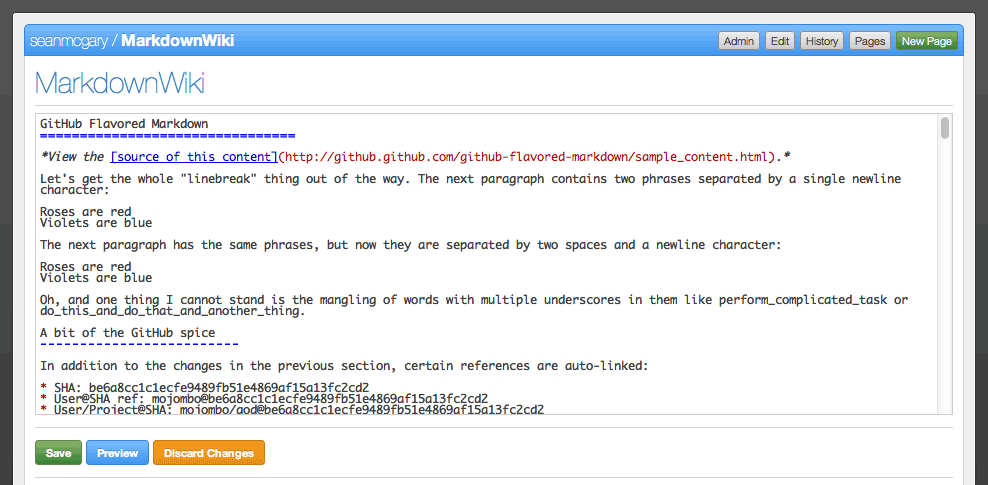 seanmcgary / MarkdownWiki
Admin
Edit
History
Pages
New Page
MarkdownWiki
GitHub Flavored Markdown
================================
*View the [source of this content](http://github.github.com/github-flavored-markdown/sample_content.html).*
Let's get the whole "linebreak" thing out of the way. The next paragraph contains two phrases separated by a single newline
character:
Roses are red
Violets are blue
The next paragraph has the same phrases, but now they are separated by two spaces and a newline character:
Roses are red
Violets are blue
Oh, and one thing I cannot stand is the mangling of words with multiple underscores in them like perform_complicated_task or
do_this_and_do_that_and_another_thing.
A bit of the GitHub spice
-------------------------
In addition to the changes in the previous section, certain references are auto-linked:
* SHA: be6a8cc1c1ecfe9489fb51e4869af15a13fc2cd2
* User@SHA ref: mojombo@be6a8cc1c1ecfe9489fb51e4869af15a13fc2cd2
* User/Project@SHA: mojombo/god@be6a8cc1c1ecfe9489fb51e4869af15a13fc2cd2
Save
Preview
Discard Changes